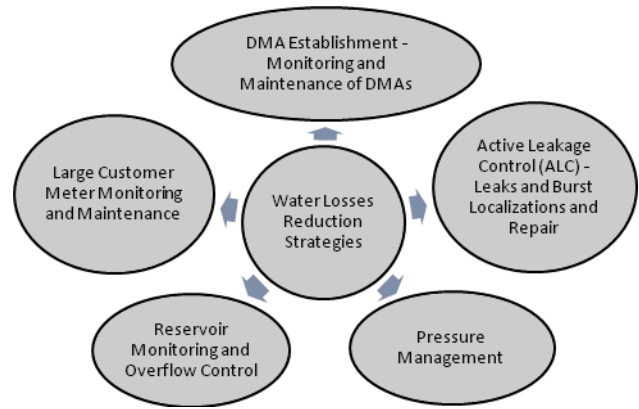 DMA Establishment -
Monitoring and
Maintenance of DMAs
Large Customer
Meter Monitoring
and Maintenance
Water Losses
Reduction
Strategies
Active Leakage
Control (ALC) -
Leaks and Burst
Localizations and
Repair
Reservoir
Monitoring and
Overflow Control
Pressure
Management